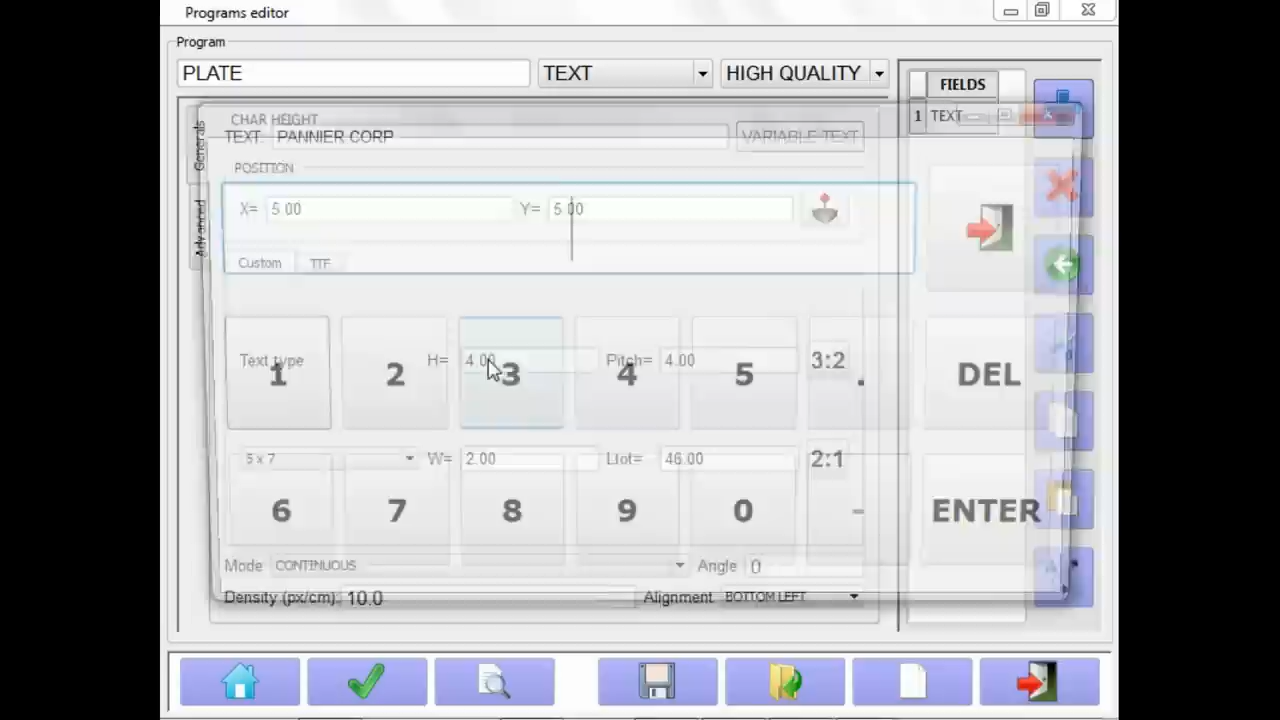 Programs editor
Program
PLATE TEXT HIGH QUALITY
FIELDS
1 TEXT
Generals
Advanced
CHAR HEIGHT
TEXT: PANNIER CORP VARIABLE TEXT
POSITION
X= 5.00 Y= 5.00
Custom TTF
Text type H= 4.00 Pitch= 4.00 3:2
1 2 3 4 5 . DEL
5 x 7 W= 2.00 Ltot= 46.00 2:1
6 7 8 9 0 - ENTER
Mode CONTINUOUS Angle 0
Density (px/cm): 10.0 Alignment BOTTOM LEFT